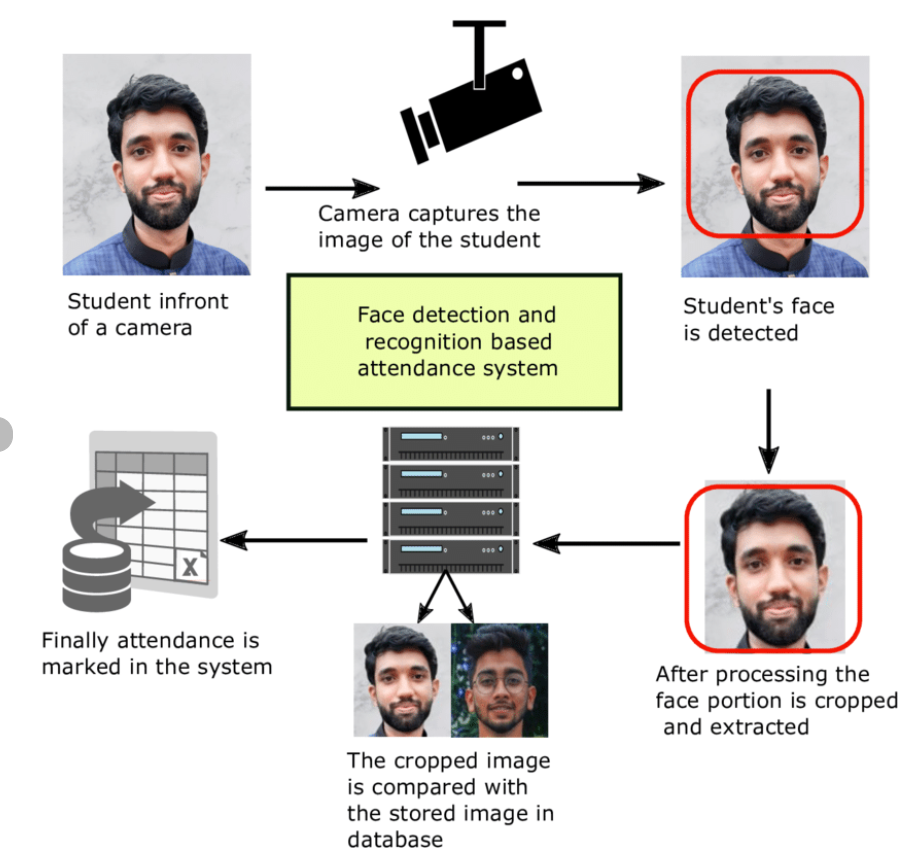 Camera captures the
image of the student
Student infront
of a camera
Student's face
is detected
Face detection and
recognition based
attendance system
After processing the
face portion is cropped
and extracted
The cropped image
is compared with
the stored image in
database
X
Finally attendance is
marked in the system